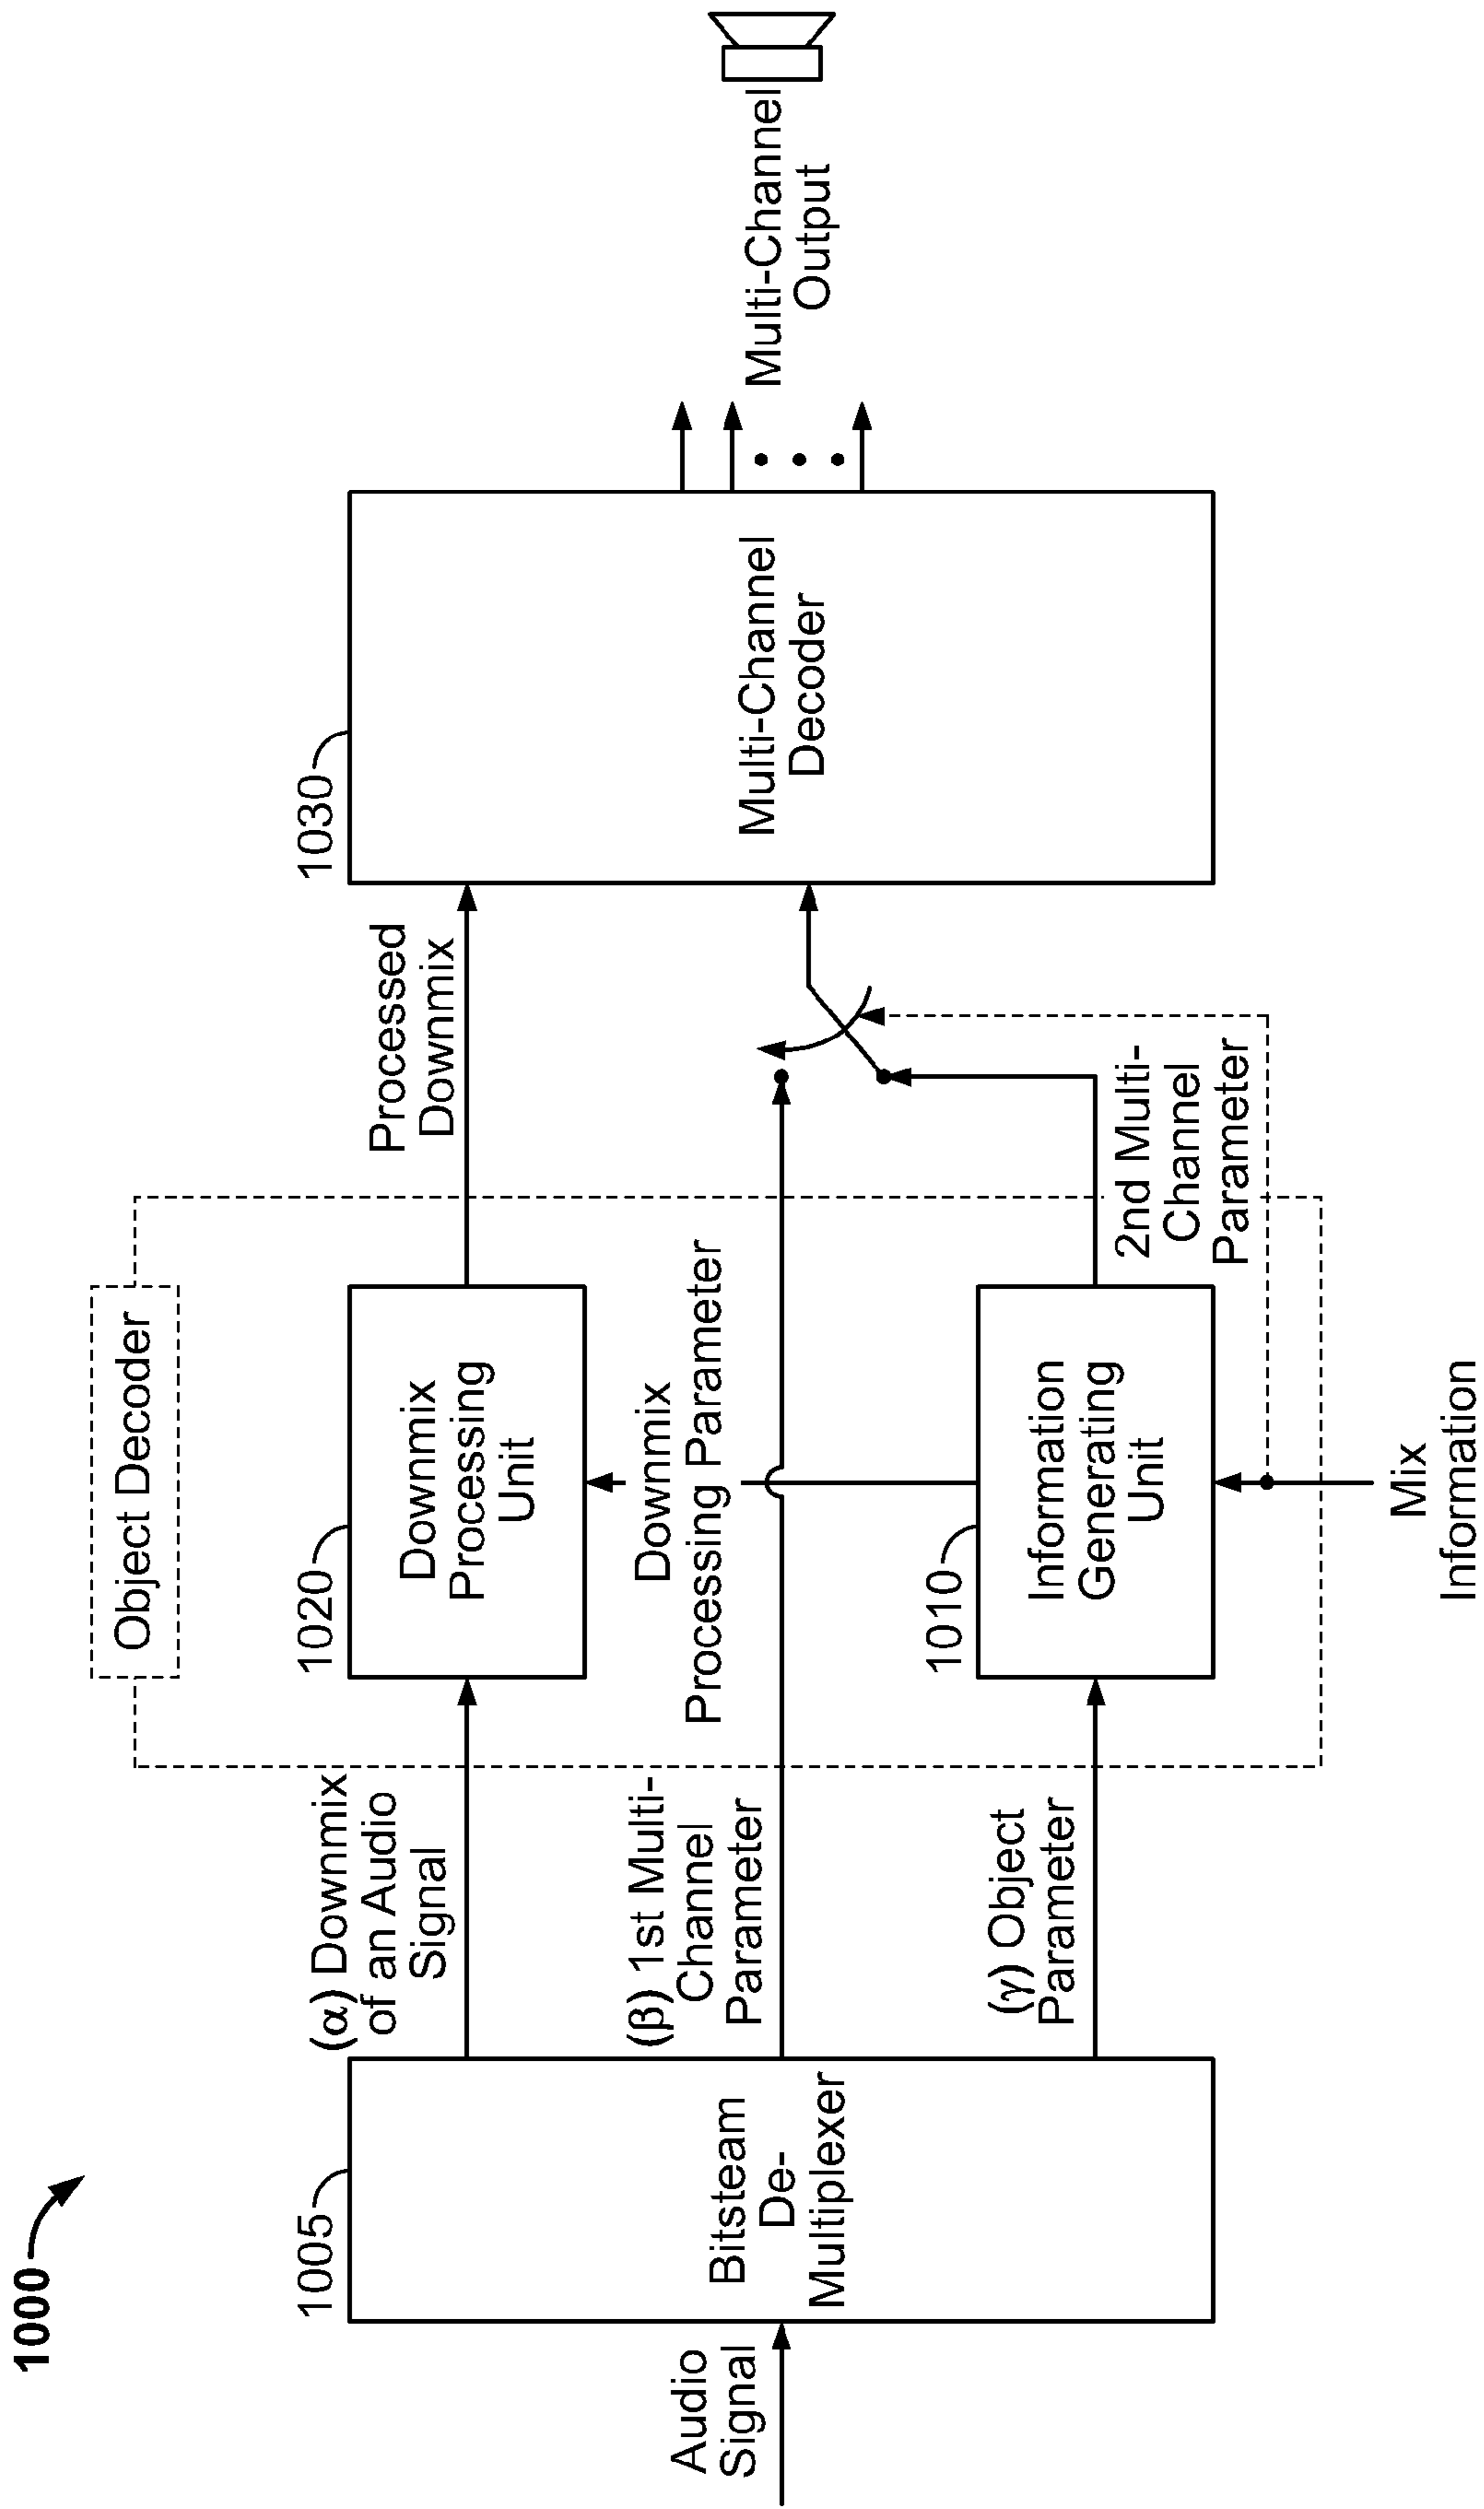 1000
Audio
Signal
1005
Bitsteam
De-
Multiplexer
(α) Downmix
of an Audio
Signal
(β) 1st Multi-
Channel
Parameter
(γ) Object
Parameter
Object Decoder
1020
Downmix
Processing
Unit
Downmix
Processing Parameter
1010
Information
Generating
Unit
Mix
Information
Processed
Downmix
2nd Multi-
Channel
Parameter
1030
Multi-Channel
Decoder
Multi-Channel
Output